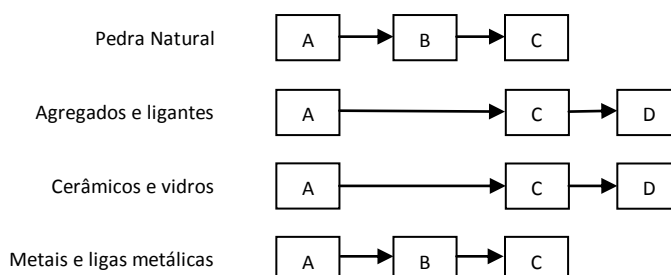 Pedra Natural A B C
Agregados e ligantes A C D
Cerâmicos e vidros A C D
Metais e ligas metálicas A B C